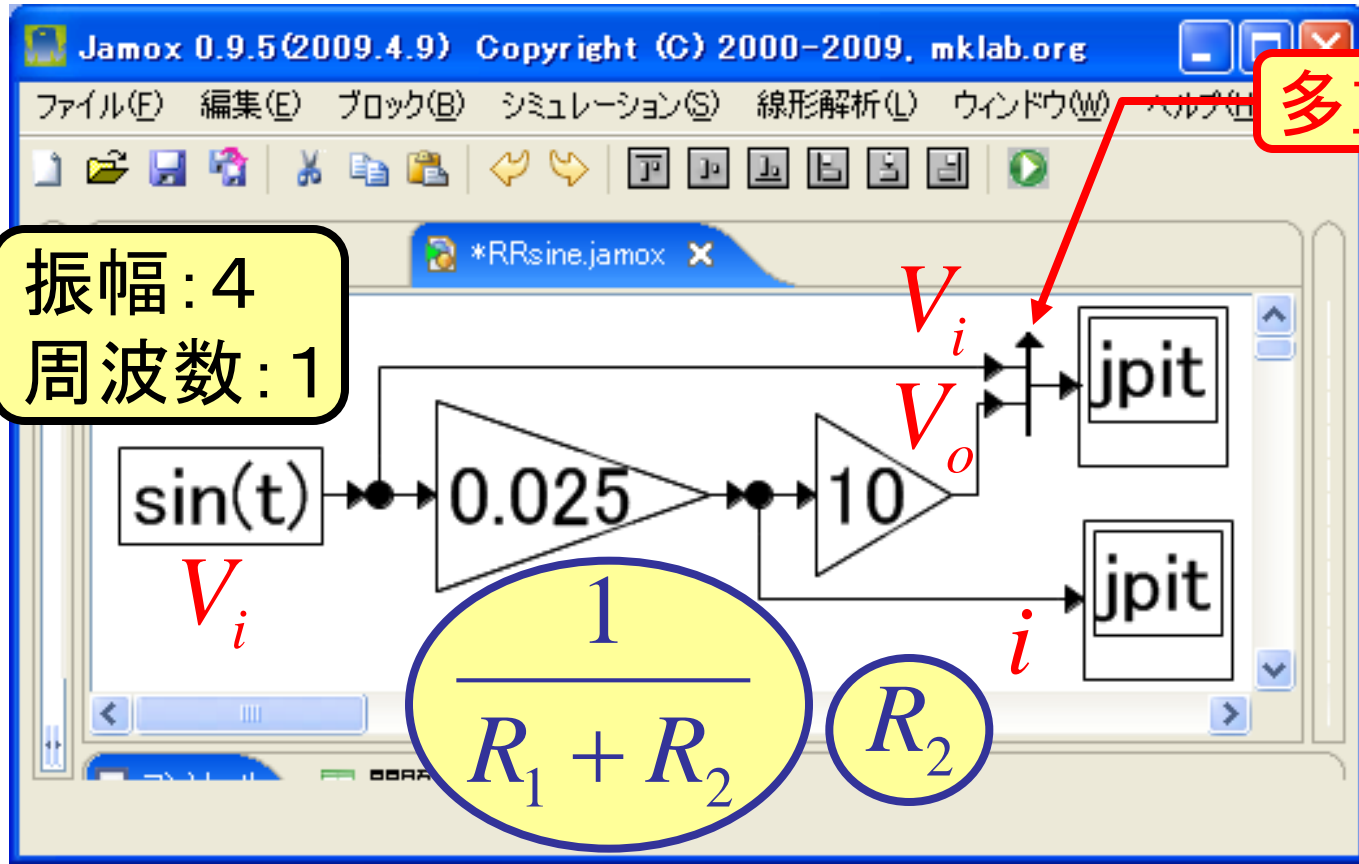 Jamox 0.9.5(2009.4.9) Copyright (C) 2000-2009, mklab.org
ファイル(F) 編集(E) ブロック(B) シミュレーション(S) 線形解析(L) ウィンドウ(W) ヘルプ(H
多
*RRsine.jamox
振幅:4
周波数:1
V_i
V_o
jpit
sin(t)
0.025
10
V_i
i
jpit
1
R_1 + R_2
R_2